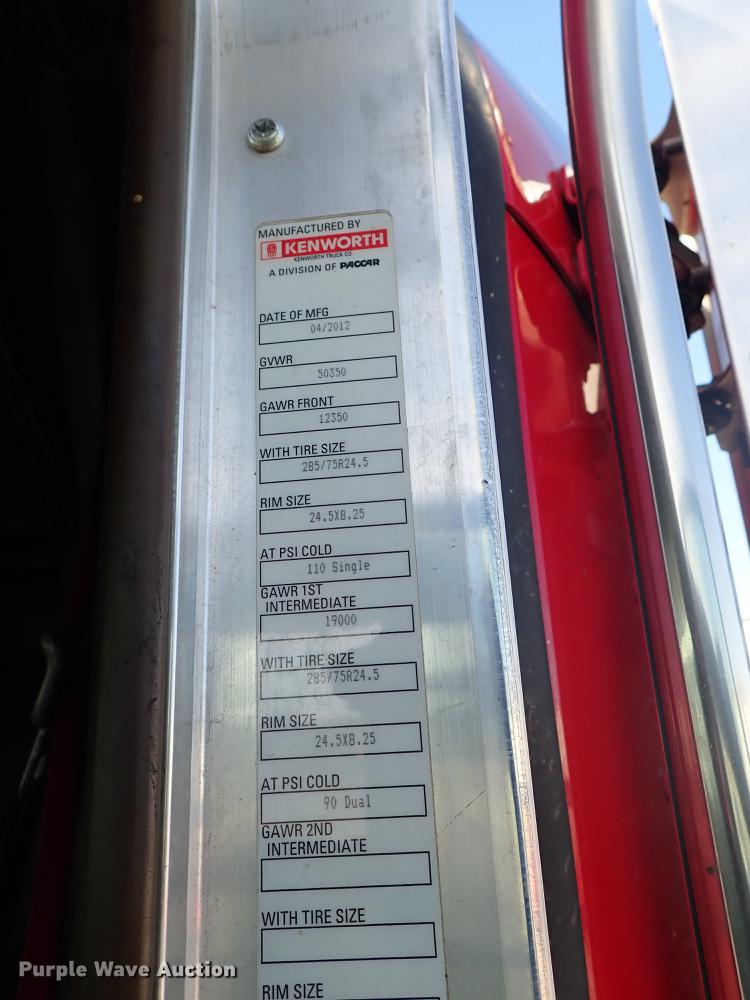 MANUFACTURED BY
KENWORTH
KENWORTH TRUCK CO.
A DIVISION OF PACCAR
DATE OF MFG
04/2012
GVWR
50350
GAWR FRONT
12350
WITH TIRE SIZE
285/75R24.5
RIM SIZE
24.5X8.25
AT PSI COLD
110 Single
GAWR 1ST
INTERMEDIATE
19000
WITH TIRE SIZE
285/75R24.5
RIM SIZE
24.5X8.25
AT PSI COLD
90 Dual
GAWR 2ND
INTERMEDIATE
WITH TIRE SIZE
RIM SIZE
Purple Wave Auction